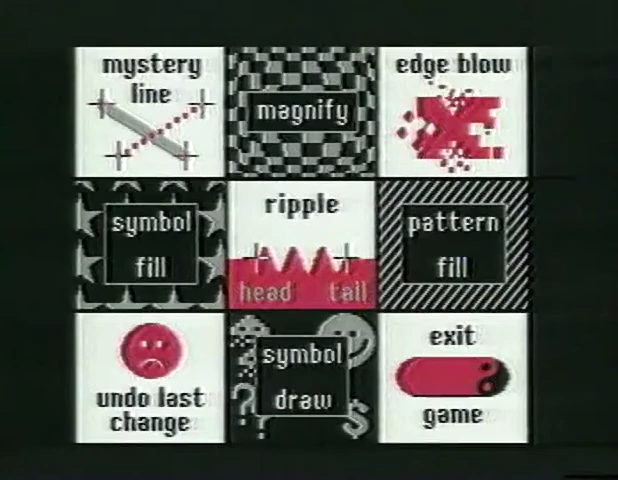 mystery
line
magnify
edge blow
symbol
fill
ripple
head tail
pattern
fill
undo last
change
symbol
draw
exit
game